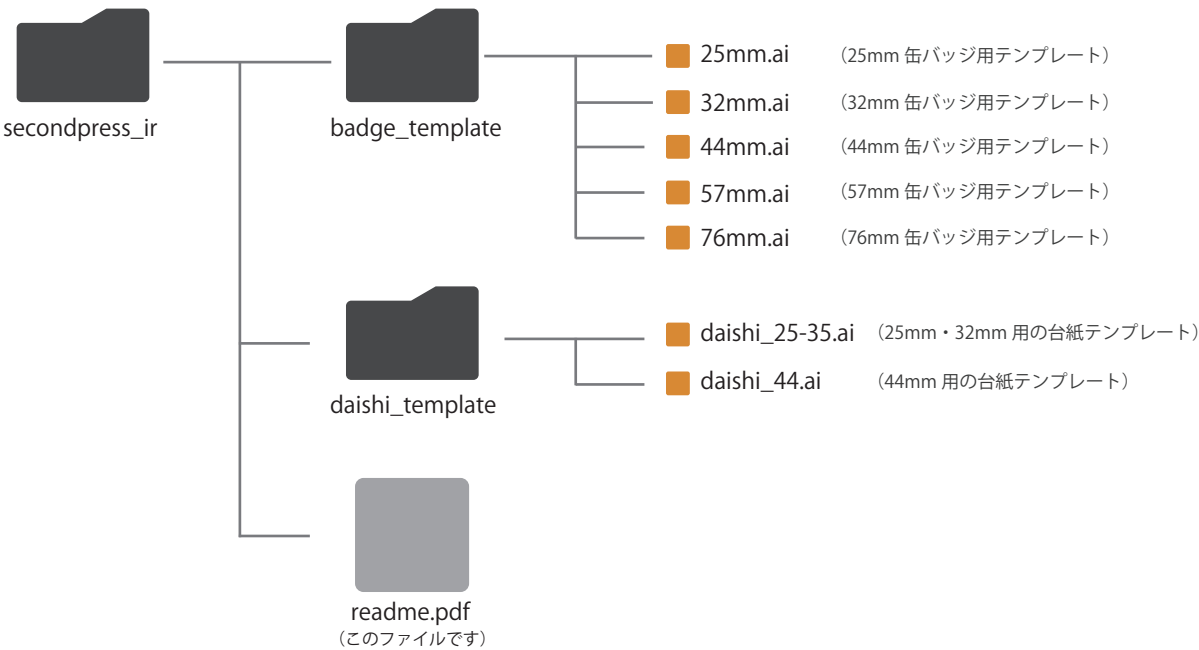 secondpress_ir
badge_template
25mm.ai （25mm 缶バッジ用テンプレート）
32mm.ai （32mm 缶バッジ用テンプレート）
44mm.ai （44mm 缶バッジ用テンプレート）
57mm.ai （57mm 缶バッジ用テンプレート）
76mm.ai （76mm 缶バッジ用テンプレート）
daishi_template
daishi_25-35.ai （25mm・32mm 用の台紙テンプレート）
daishi_44.ai （44mm 用の台紙テンプレート）
readme.pdf
（このファイルです）